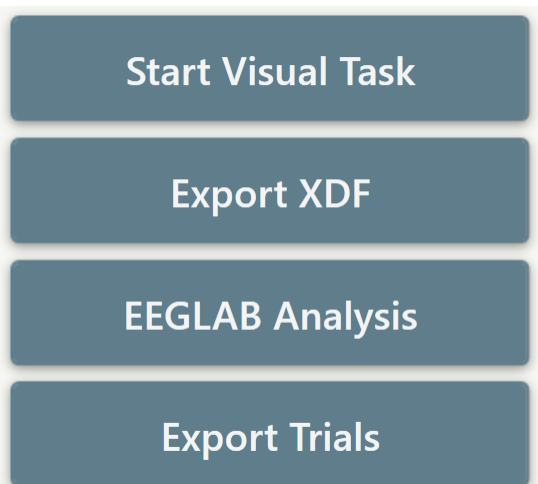 Start Visual Task
Export XDF
EEGLAB Analysis
Export Trials